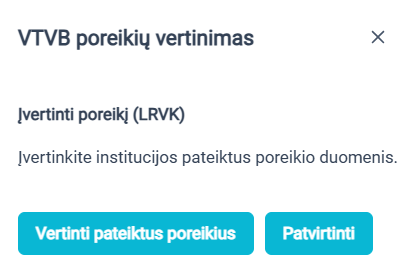 VTVB poreikių vertinimas
Įvertinti poreikį (LRVK)
Įvertinkite institucijos pateiktus poreikio duomenis.
Vertinti pateiktus poreikius
Patvirtinti